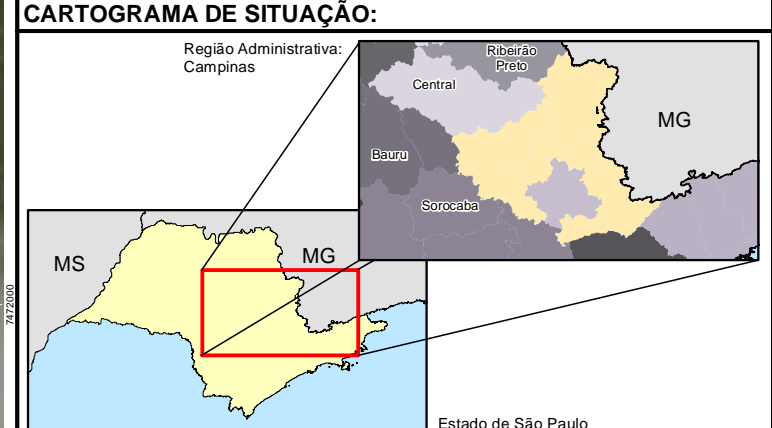 CARTOGRAMA DE SITUAÇÃO:
Região Administrativa:
Campinas
Ribeirão
Preto
Central
MG
Bauru
Sorocaba
MS
MG
7472000
Estado de São Paulo